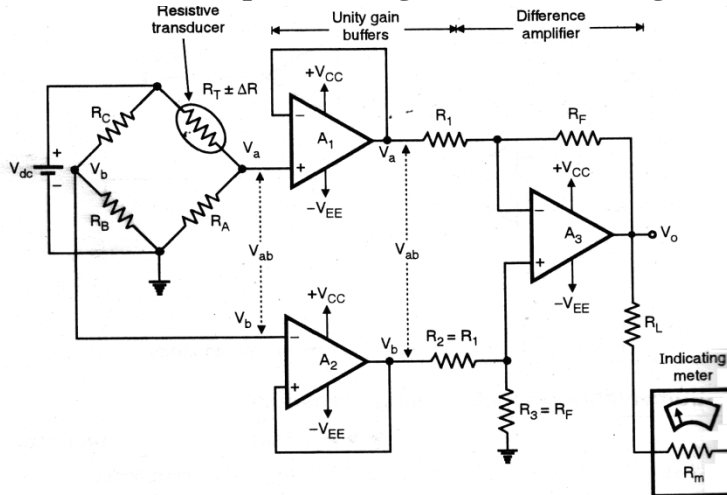 Resistive
transducer
Unity gain
buffers
Difference
amplifier
R_T ± ΔR
+V_CC
R_C
A_1
V_a
V_a
R_1
R_F
+V_CC
V_dc
+
−
V_b
R_B
R_A
−
+
−V_EE
A_3
−
+
V_o
V_ab
V_ab
−V_EE
+V_CC
V_b
A_2
−
+
V_b
R_2 = R_1
R_L
−V_EE
R_3 = R_F
Indicating
meter
R_m